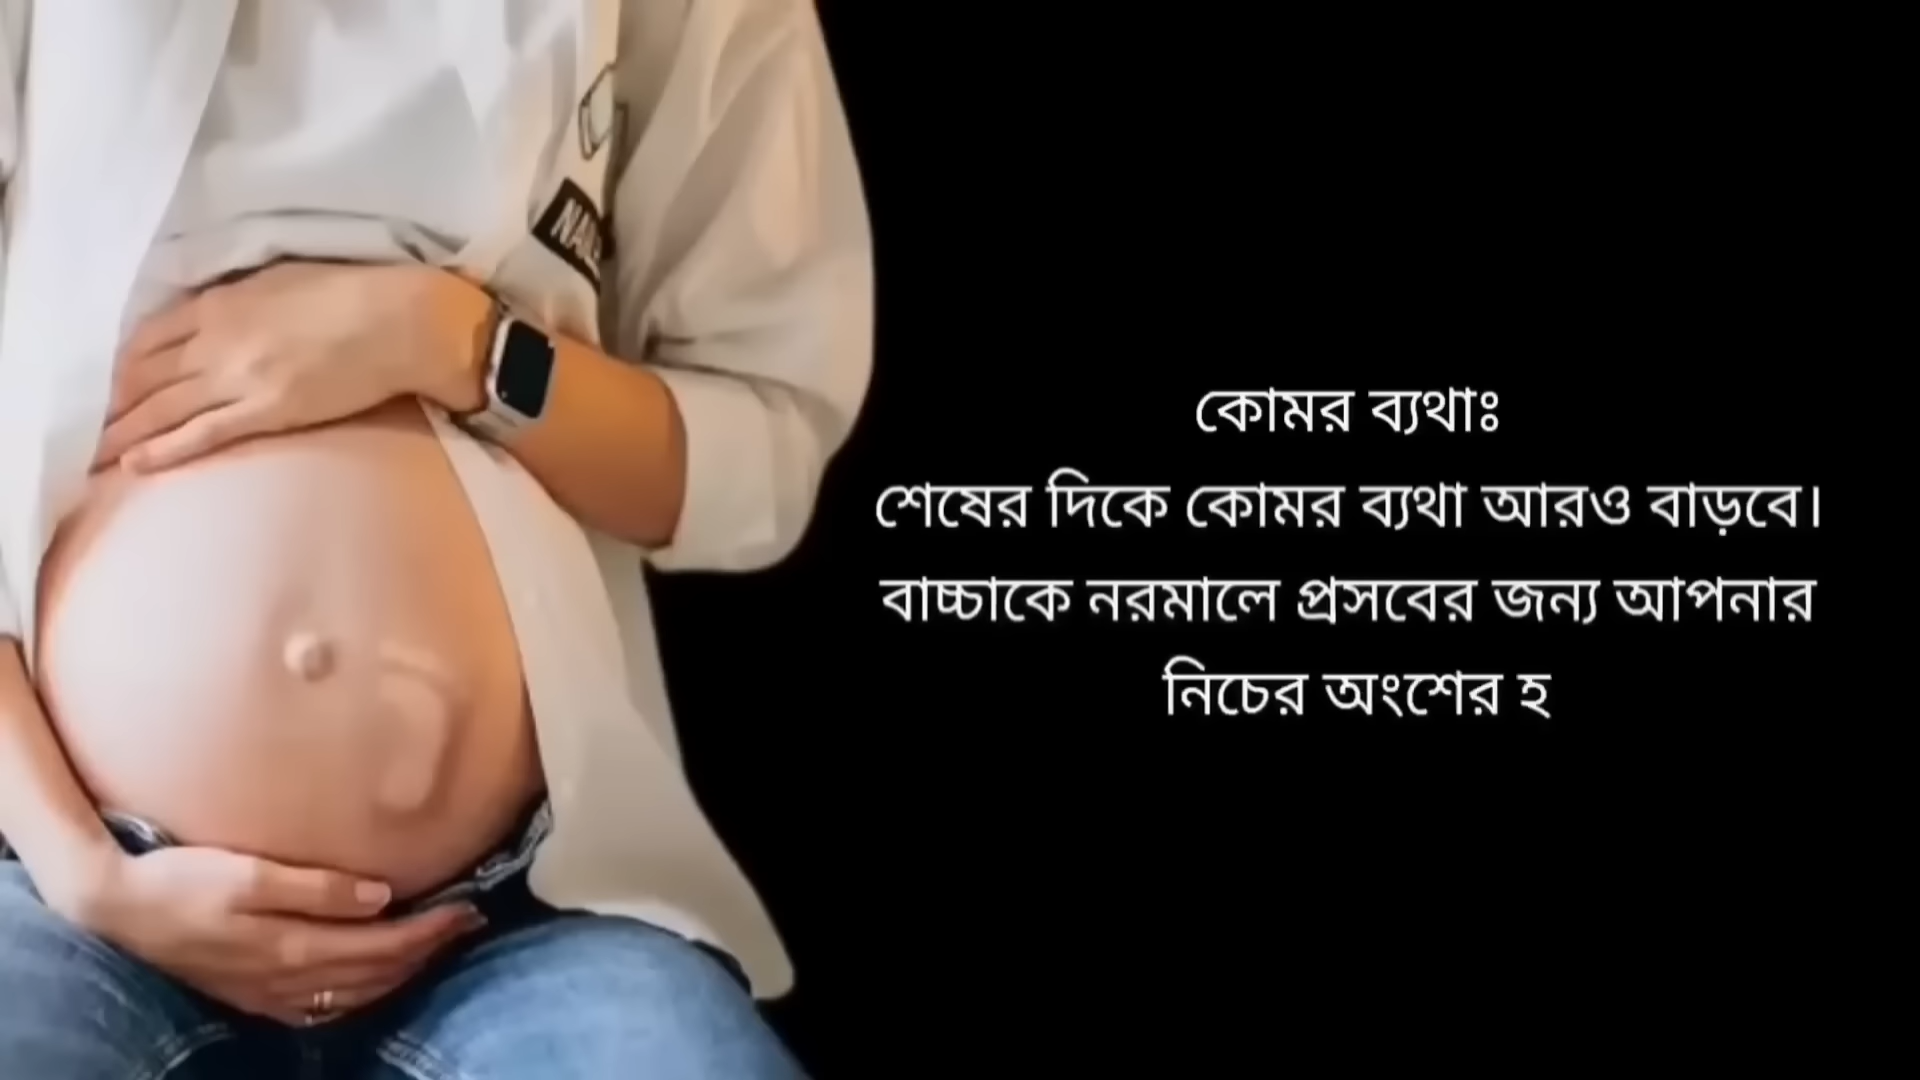 কোমর ব্যথাঃ
শেষের দিকে কোমর ব্যথা আরও বাড়বে।
বাচ্চাকে নরমালে প্রসবের জন্য আপনার
নিচের অংশের হ